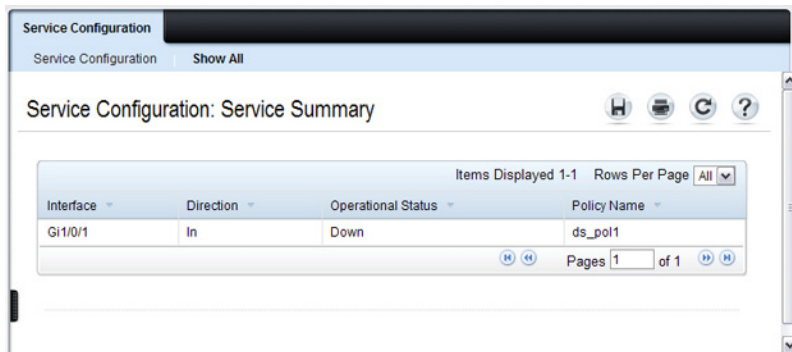 Service Configuration
Service Configuration Show All
Service Configuration: Service Summary
Items Displayed 1-1 Rows Per Page All
Interface Direction Operational Status Policy Name
Gi1/0/1 In Down ds_pol1
Pages 1 of 1